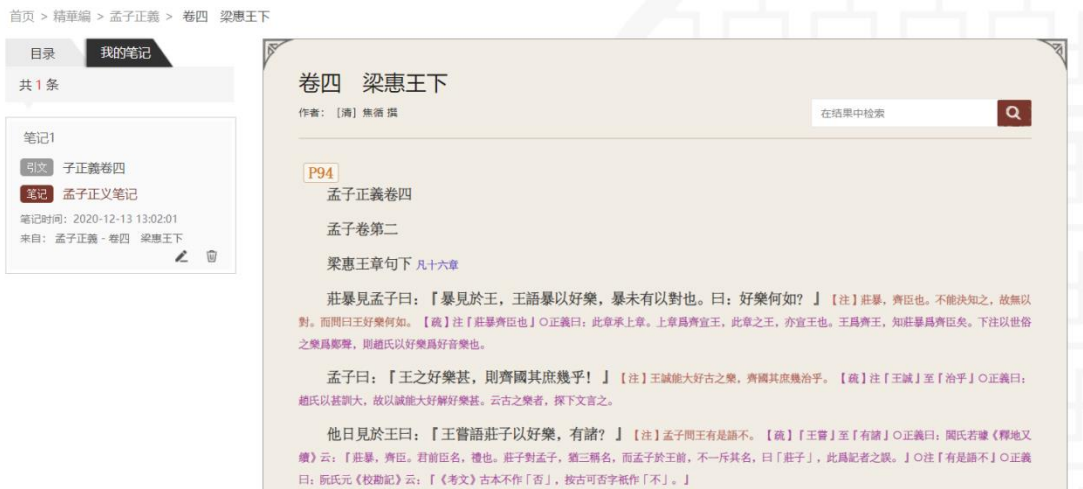 首页 > 精華編 > 孟子正義 > 卷四　梁惠王下
目录 我的笔记
共 1 条
笔记1
引文 子正義卷四
笔记 孟子正义笔记
笔记时间：2020-12-13 13:02:01
来自： 孟子正義 - 卷四　梁惠王下
卷四　梁惠王下
作者：［清］焦循 撰
在结果中检索
P94
孟子正義卷四
孟子卷第二
梁惠王章句下 凡十六章
莊暴見孟子曰：『暴見於王，王語暴以好樂，暴未有以對也。曰：好樂何如？』【注】莊暴，齊臣也。不能決知之，故無以
對。而問曰王好樂何如。【疏】注『莊暴齊臣也』○正義曰：此章承上章。上章爲齊宣王，此章之王，亦宣王也。王爲齊王，知莊暴爲齊臣矣。下注以世俗
之樂爲鄭聲，則趙氏以好樂爲好音樂也。
孟子曰：『王之好樂甚，則齊國其庶幾乎！』【注】王誠能大好古之樂，齊國其庶幾治乎。【疏】注『王誠』至『治乎』○正義曰：
趙氏以甚訓大，故以誠能大好解好樂甚。云古之樂者，探下文言之。
他日見於王曰：『王嘗語莊子以好樂，有諸？』【注】孟子問王有是語不。【疏】『王嘗』至『有諸』○正義曰：閻氏若璩《釋地又
續》云：『莊暴，齊臣。君前臣名，禮也。莊子對孟子，猶三稱名，而孟子於王前，不一斥其名，曰「莊子」，此爲記者之誤。』○注『有是語不』○正義
曰：阮氏元《校勘記》云：『《考文》古本不作「否」，按古可否字祇作「不」。』